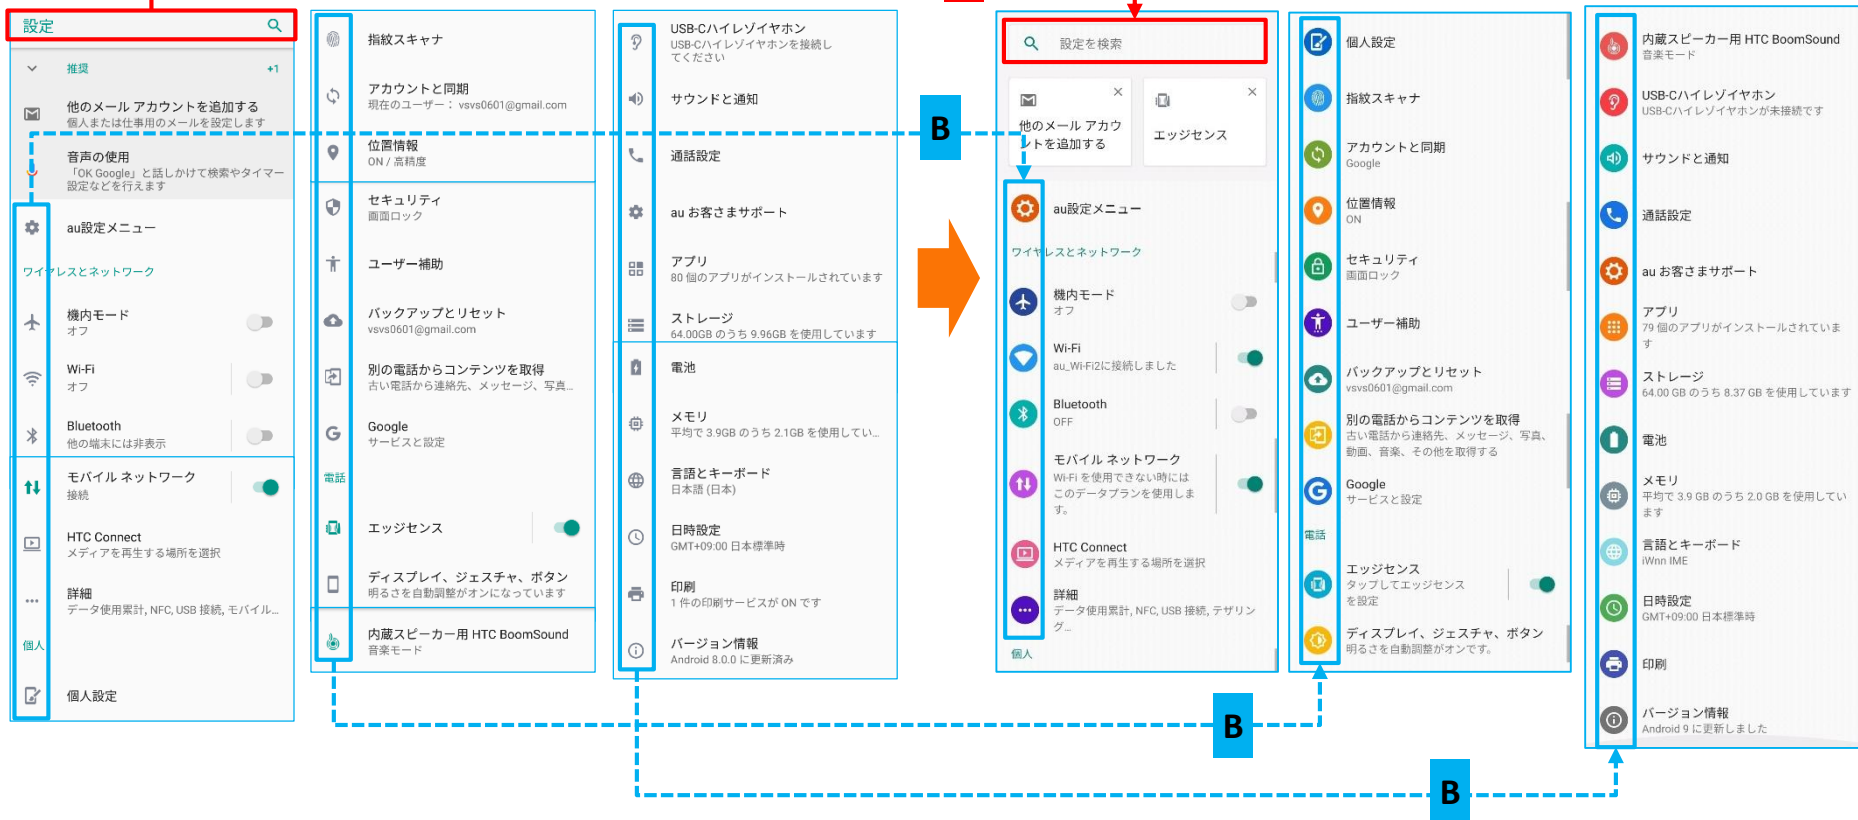 設定
推奨
+1
他のメール アカウントを追加する
個人または仕事用のメールを設定します
音声の使用
「OK Google」と話しかけて検索やタイマー
設定などを行えます
au設定メニュー
ワイヤレスとネットワーク
機内モード
オフ
Wi-Fi
オフ
Bluetooth
他の端末には非表示
モバイル ネットワーク
接続
HTC Connect
メディアを再生する場所を選択
詳細
データ使用累計, NFC, USB 接続, モバイル...
個人
個人設定
指紋スキャナ
アカウントと同期
現在のユーザー： vsvs0601@gmail.com
位置情報
ON / 高精度
セキュリティ
画面ロック
ユーザー補助
バックアップとリセット
vsvs0601@gmail.com
別の電話からコンテンツを取得
古い電話から連絡先、メッセージ、写真...
Google
サービスと設定
電話
エッジセンス
ディスプレイ、ジェスチャ、ボタン
明るさを自動調整がオンになっています
内蔵スピーカー用 HTC BoomSound
音楽モード
USB-Cハイレゾイヤホン
USB-Cハイレゾイヤホンを接続し
てください
サウンドと通知
通話設定
au お客さまサポート
アプリ
80 個のアプリがインストールされています
ストレージ
64.00GB のうち 9.96GB を使用しています
電池
メモリ
平均で 3.9GB のうち 2.1GB を使用してい...
言語とキーボード
日本語 (日本)
日時設定
GMT+09:00 日本標準時
印刷
1 件の印刷サービスが ON です
バージョン情報
Android 8.0.0 に更新済み
B
設定を検索
他のメール アカウ
ントを追加する
エッジセンス
au設定メニュー
ワイヤレスとネットワーク
機内モード
オフ
Wi-Fi
au_Wi-Fi2に接続しました
Bluetooth
OFF
モバイル ネットワーク
Wi-Fi を使用できない時には
このデータプランを使用しま
す。
HTC Connect
メディアを再生する場所を選択
詳細
データ使用累計, NFC, USB 接続, テザリン
グ...
個人
個人設定
指紋スキャナ
アカウントと同期
Google
位置情報
ON
セキュリティ
画面ロック
ユーザー補助
バックアップとリセット
vsvs0601@gmail.com
別の電話からコンテンツを取得
古い電話から連絡先、メッセージ、写真、
動画、音楽、その他を取得する
Google
サービスと設定
電話
エッジセンス
タップしてエッジセンス
を設定
ディスプレイ、ジェスチャ、ボタン
明るさを自動調整がオンです。
B
内蔵スピーカー用 HTC BoomSound
音楽モード
USB-Cハイレゾイヤホン
USB-Cハイレゾイヤホンが未接続です
サウンドと通知
通話設定
au お客さまサポート
アプリ
79 個のアプリがインストールされていま
す
ストレージ
64.00 GB のうち 8.37 GB を使用しています
電池
メモリ
平均で 3.9 GB のうち 2.0 GB を使用してい
ます
言語とキーボード
iWnn IME
日時設定
GMT+09:00 日本標準時
印刷
バージョン情報
Android 9 に更新しました
B